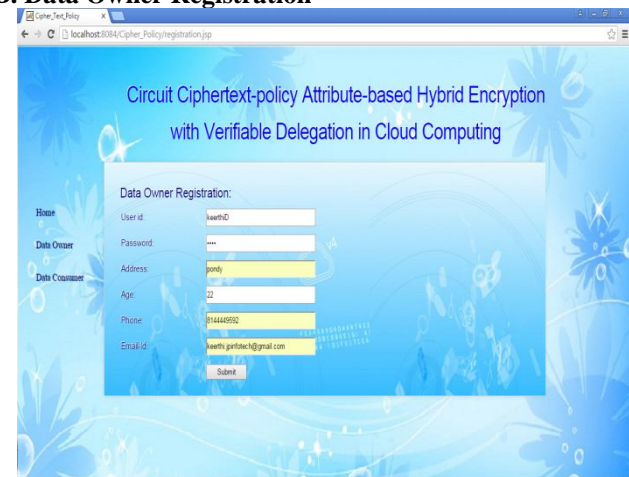 B. Data Owner Registration
Cipher_Text_Policy
localhost:8084/Cipher_Policy/registration.jsp
Circuit Ciphertext-policy Attribute-based Hybrid Encryption
with Verifiable Delegation in Cloud Computing
Data Owner Registration:
Home
Data Owner
Data Consumer
User id: keerthiD
Password: ••••
Address: pondy
Age: 22
Phone: 8144449592
Email-Id: keerthi.jpinfotech@gmail.com
Submit